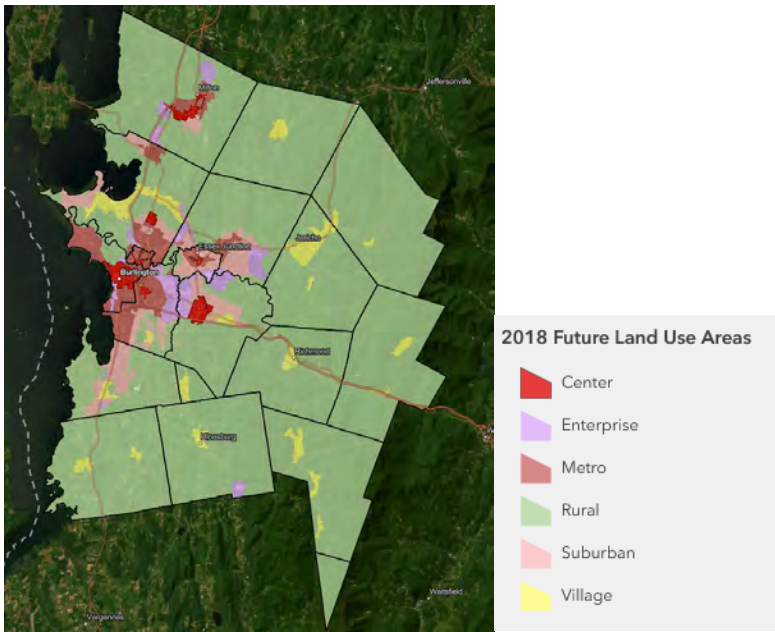 Jeffersonville
Milton
Essex Junction
Jericho
Burlington
Richmond
Hinesburg
Waitsfield
Vergennes
2018 Future Land Use Areas
Center
Enterprise
Metro
Rural
Suburban
Village